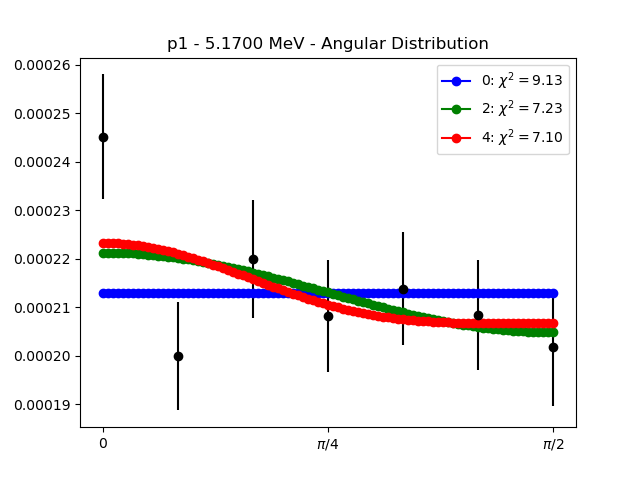 p1 - 5.1700 MeV - Angular Distribution
0.00026
0.00025
0.00024
0.00023
0.00022
0.00021
0.00020
0.00019
0: χ² = 9.13
2: χ² = 7.23
4: χ² = 7.10
0
π/4
π/2